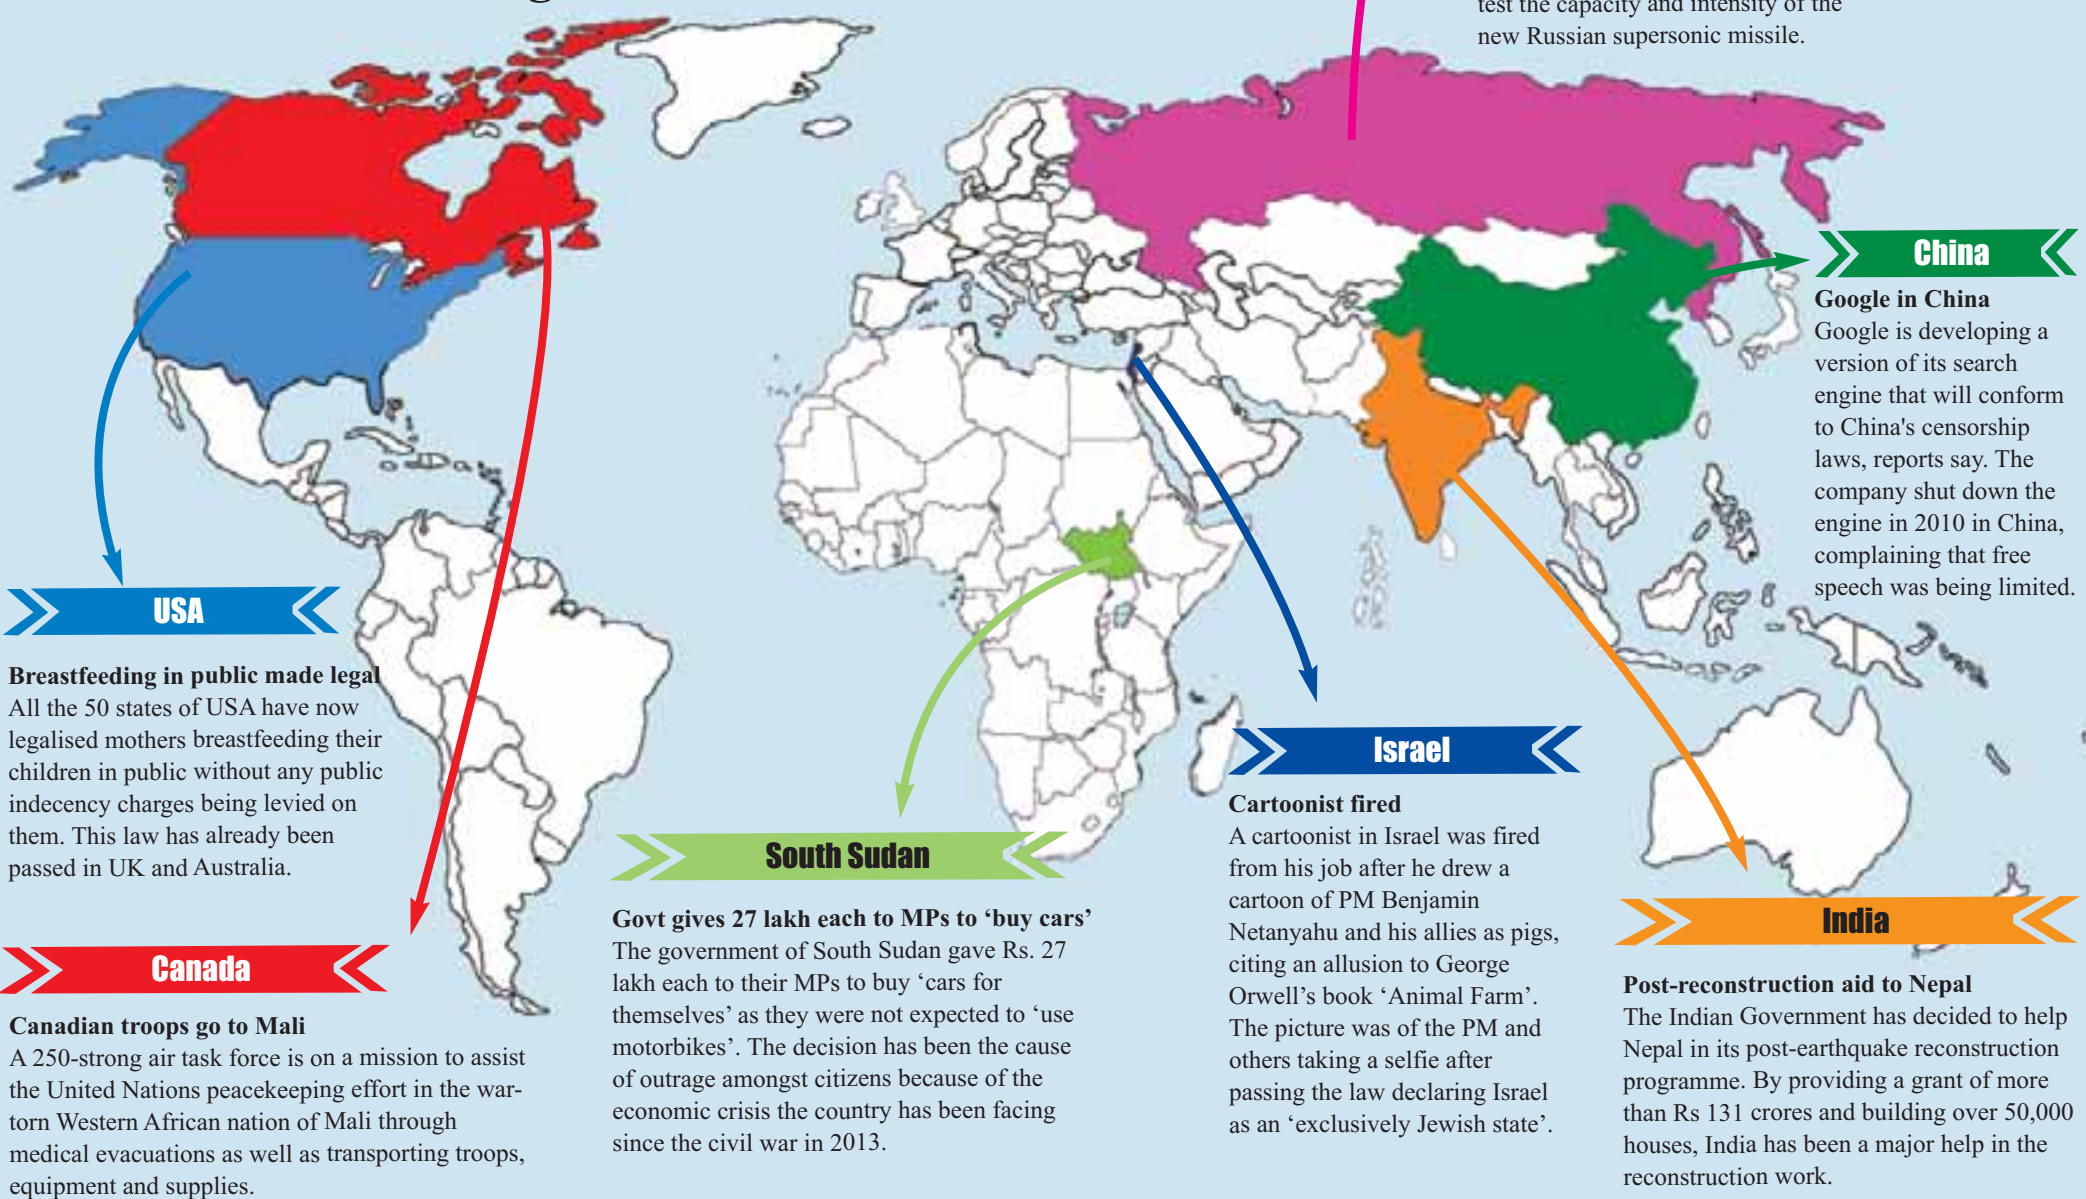 test the capacity and intensity of the
new Russian supersonic missile.
China
Google in China
Google is developing a
version of its search
engine that will conform
to China's censorship
laws, reports say. The
company shut down the
engine in 2010 in China,
complaining that free
speech was being limited.
USA
Breastfeeding in public made legal
All the 50 states of USA have now
legalised mothers breastfeeding their
children in public without any public
indecency charges being levied on
them. This law has already been
passed in UK and Australia.
Canada
Canadian troops go to Mali
A 250-strong air task force is on a mission to assist
the United Nations peacekeeping effort in the war-
torn Western African nation of Mali through
medical evacuations as well as transporting troops,
equipment and supplies.
South Sudan
Govt gives 27 lakh each to MPs to ‘buy cars’
The government of South Sudan gave Rs. 27
lakh each to their MPs to buy ‘cars for
themselves’ as they were not expected to ‘use
motorbikes’. The decision has been the cause
of outrage amongst citizens because of the
economic crisis the country has been facing
since the civil war in 2013.
Israel
Cartoonist fired
A cartoonist in Israel was fired
from his job after he drew a
cartoon of PM Benjamin
Netanyahu and his allies as pigs,
citing an allusion to George
Orwell’s book ‘Animal Farm’.
The picture was of the PM and
others taking a selfie after
passing the law declaring Israel
as an ‘exclusively Jewish state’.
India
Post-reconstruction aid to Nepal
The Indian Government has decided to help
Nepal in its post-earthquake reconstruction
programme. By providing a grant of more
than Rs 131 crores and building over 50,000
houses, India has been a major help in the
reconstruction work.